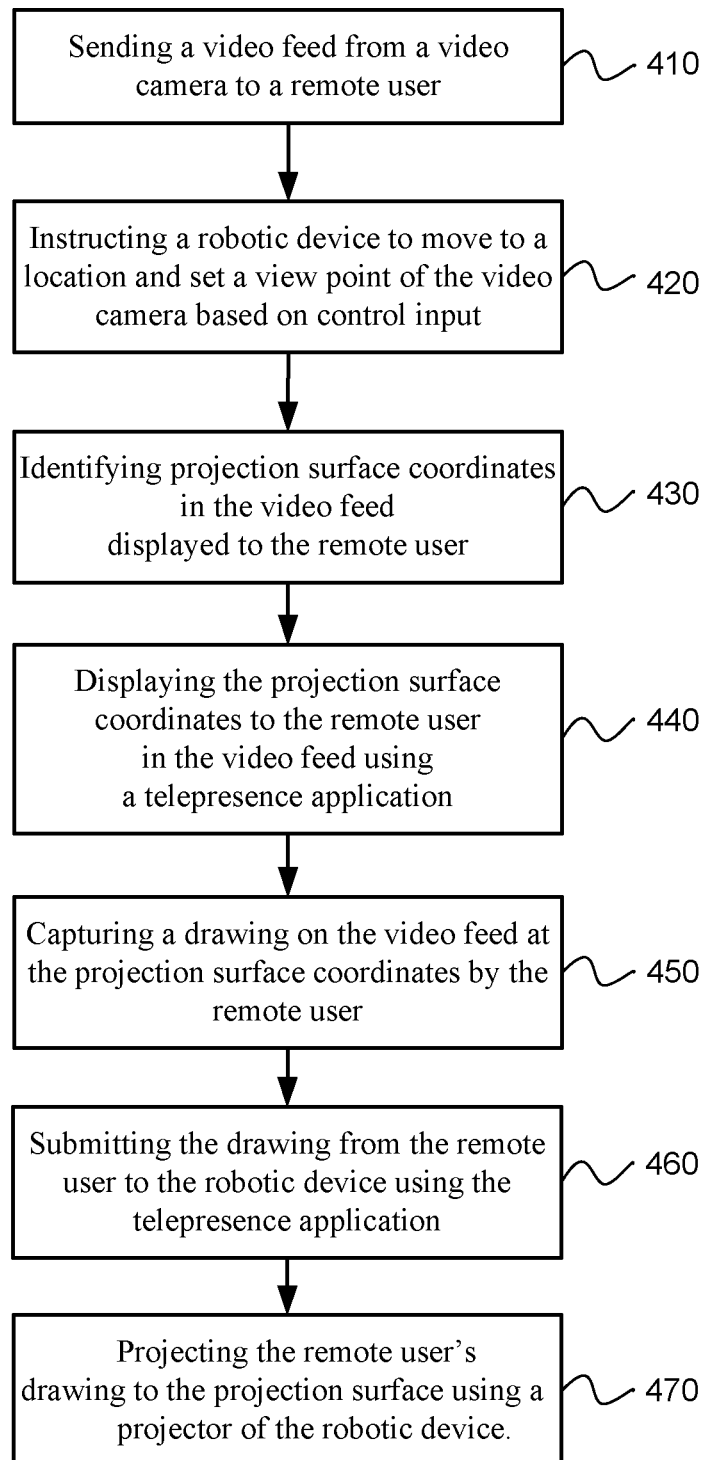 Sending a video feed from a video
camera to a remote user
410
Instructing a robotic device to move to a
location and set a view point of the video
camera based on control input
420
Identifying projection surface coordinates
in the video feed
displayed to the remote user
430
Displaying the projection surface
coordinates to the remote user
in the video feed using
a telepresence application
440
Capturing a drawing on the video feed at
the projection surface coordinates by the
remote user
450
Submitting the drawing from the remote
user to the robotic device using the
telepresence application
460
Projecting the remote user’s
drawing to the projection surface using a
projector of the robotic device.
470